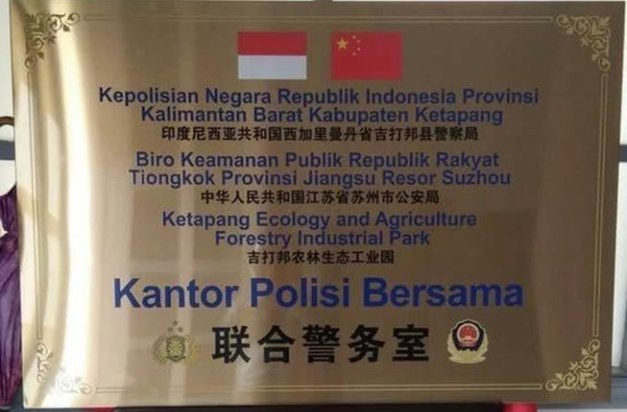 Kepolisian Negara Republik Indonesia Provinsi
Kalimantan Barat Kabupaten Ketapang
印度尼西亚共和国西加里曼丹省吉打邦县警察局
Biro Keamanan Publik Republik Rakyat
Tiongkok Provinsi Jiangsu Resor Suzhou
中华人民共和国江苏省苏州市公安局
Ketapang Ecology and Agriculture
Forestry Industrial Park
吉打邦农林生态工业园
Kantor Polisi Bersama
联合警务室